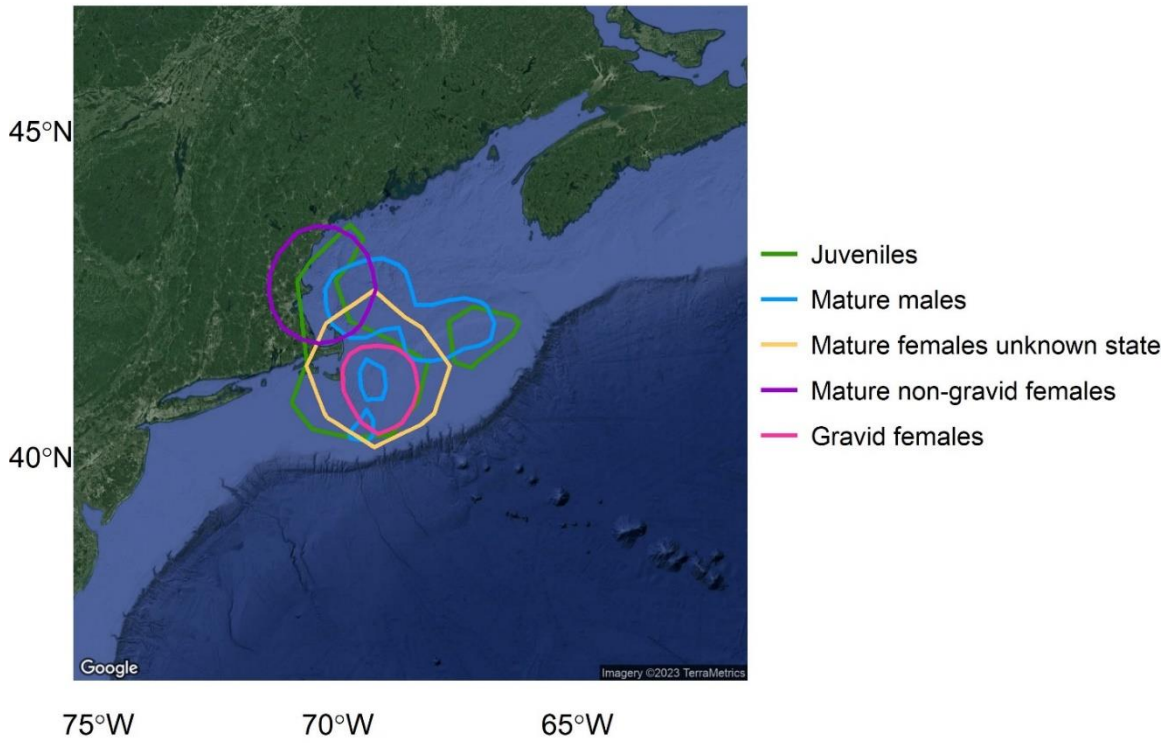 45°N
40°N
75°W
70°W
65°W
Juveniles
Mature males
Mature females unknown state
Mature non-gravid females
Gravid females
Google
Imagery ©2023 TerraMetrics